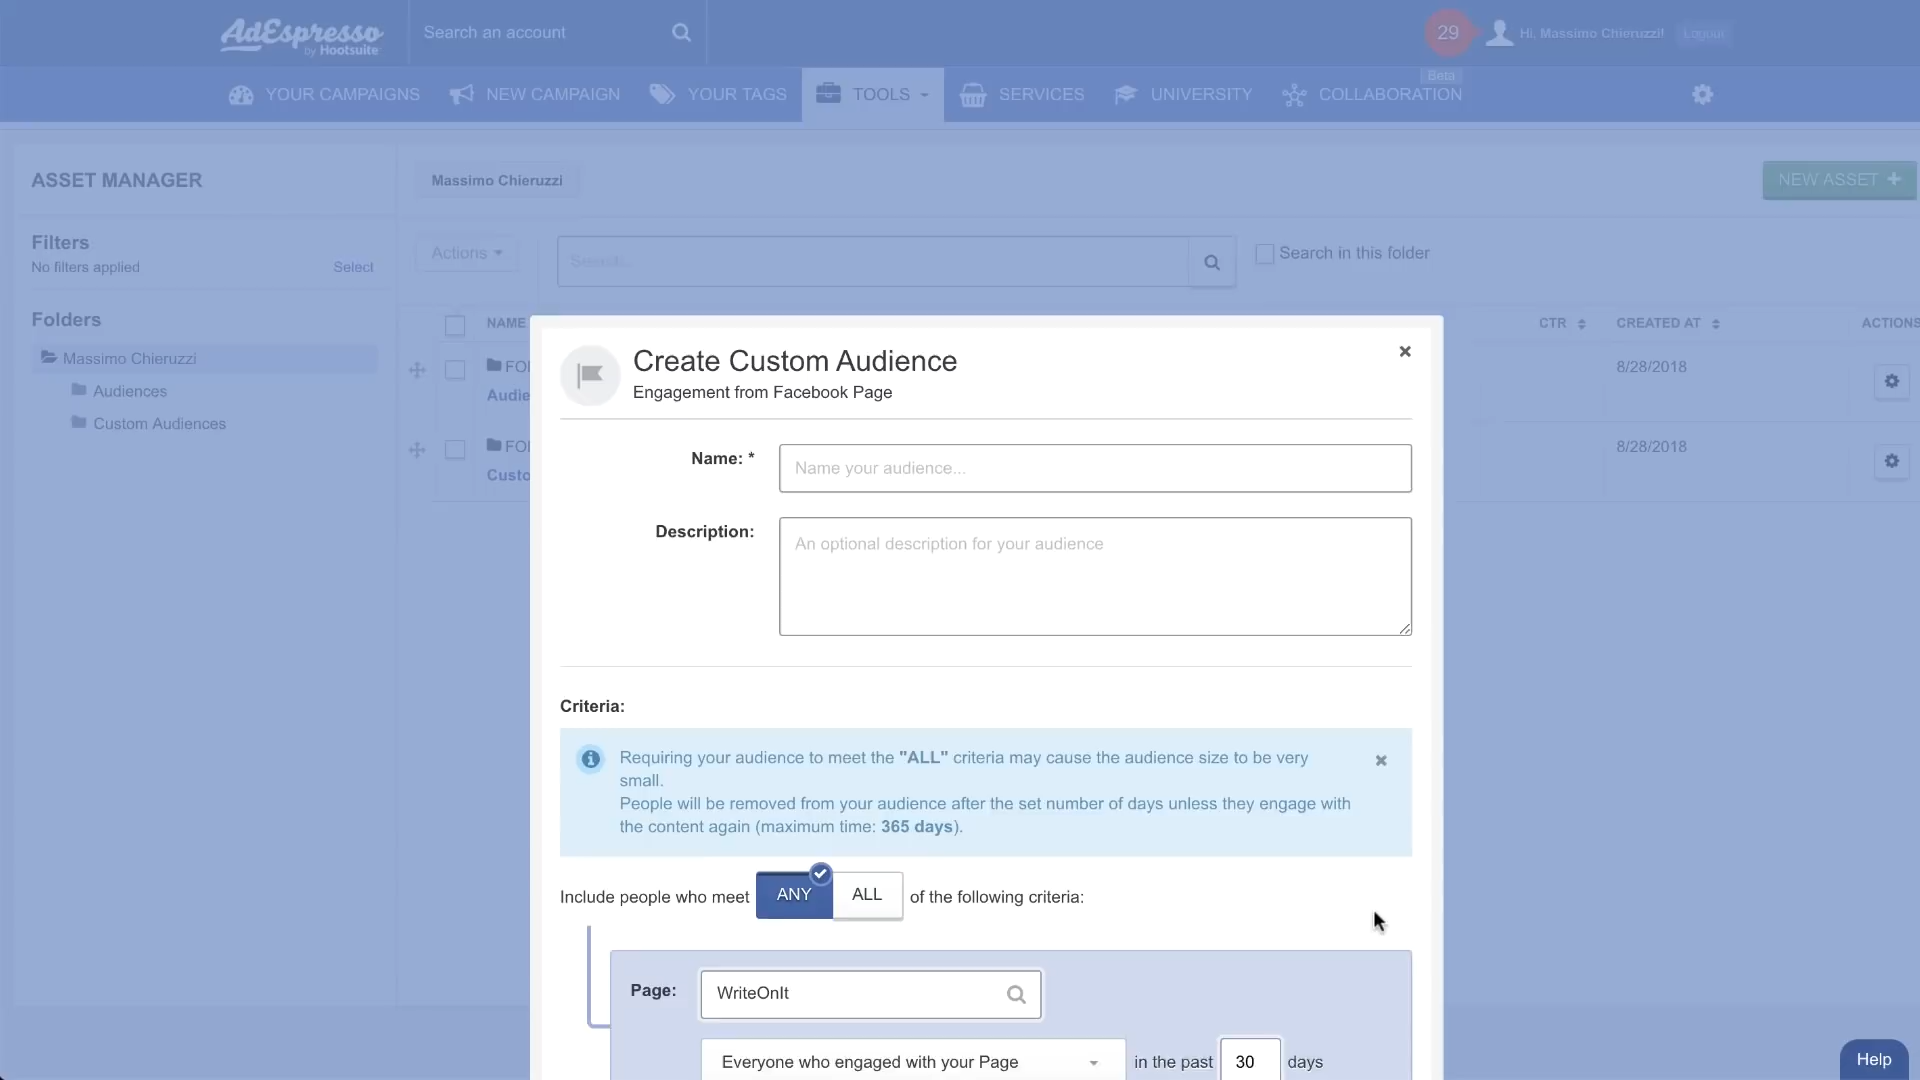 AdEspresso
by Hootsuite
Search an account
29
Hi, Massimo Chieruzzi!
Logout
YOUR CAMPAIGNS
NEW CAMPAIGN
YOUR TAGS
TOOLS
SERVICES
UNIVERSITY
COLLABORATION
Beta
ASSET MANAGER
Massimo Chieruzzi
NEW ASSET +
Filters
No filters applied
Select
Actions
Search...
Search in this folder
Folders
Massimo Chieruzzi
Audiences
Custom Audiences
NAME
CTR
CREATED AT
ACTIONS
FO
Audie
8/28/2018
FO
Custo
8/28/2018
Create Custom Audience
Engagement from Facebook Page
Name: *
Name your audience...
Description:
An optional description for your audience
Criteria:
Requiring your audience to meet the "ALL" criteria may cause the audience size to be very
small.
People will be removed from your audience after the set number of days unless they engage with
the content again (maximum time: 365 days).
Include people who meet ANY ALL of the following criteria:
Page: WriteOnIt
Everyone who engaged with your Page in the past 30 days
Help